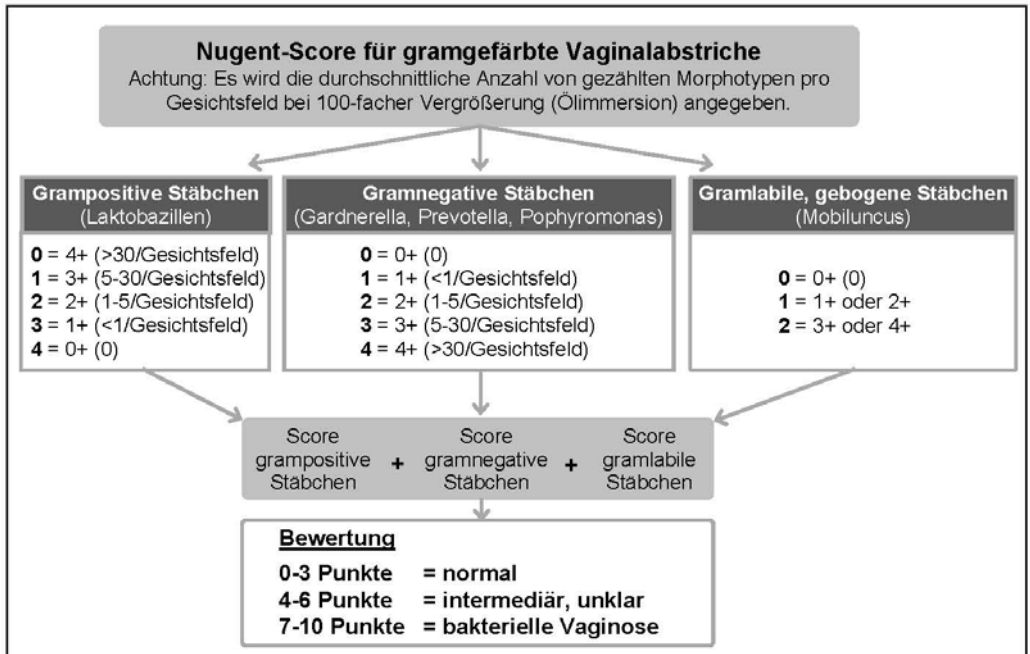 Nugent-Score für gramgefärbte Vaginalabstriche
Achtung: Es wird die durchschnittliche Anzahl von gezählten Morphotypen pro
Gesichtsfeld bei 100-facher Vergrößerung (Ölimmersion) angegeben.
Grampositive Stäbchen
(Laktobazillen)
0 = 4+ (>30/Gesichtsfeld)
1 = 3+ (5-30/Gesichtsfeld)
2 = 2+ (1-5/Gesichtsfeld)
3 = 1+ (<1/Gesichtsfeld)
4 = 0+ (0)
Gramnegative Stäbchen
(Gardnerella, Prevotella, Pophyromonas)
0 = 0+ (0)
1 = 1+ (<1/Gesichtsfeld)
2 = 2+ (1-5/Gesichtsfeld)
3 = 3+ (5-30/Gesichtsfeld)
4 = 4+ (>30/Gesichtsfeld)
Gramlabile, gebogene Stäbchen
(Mobiluncus)
0 = 0+ (0)
1 = 1+ oder 2+
2 = 3+ oder 4+
Score
grampositive
Stäbchen
+
Score
gramnegative
Stäbchen
+
Score
gramlabile
Stäbchen
Bewertung
0-3 Punkte = normal
4-6 Punkte = intermediär, unklar
7-10 Punkte = bakterielle Vaginose